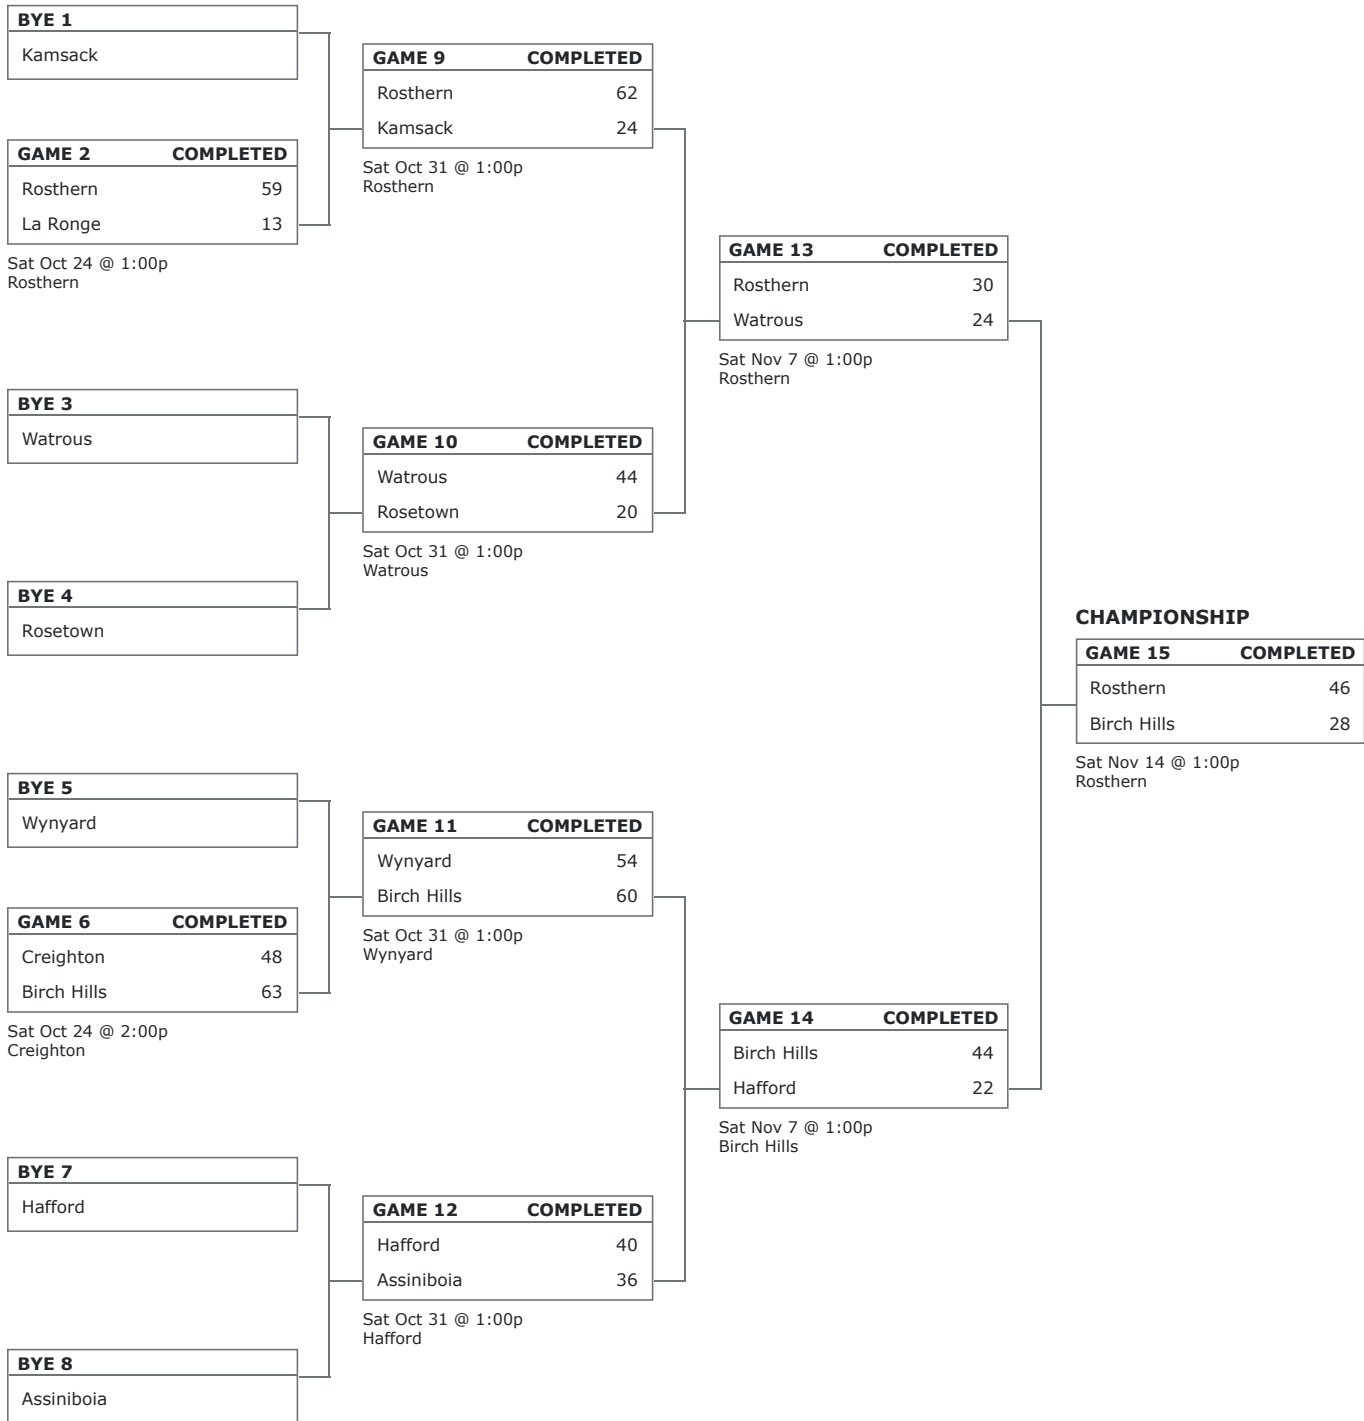 BYE 1
Kamsack
GAME 2 COMPLETED
Rosthern 59
La Ronge 13
Sat Oct 24 @ 1:00p
Rosthern
BYE 3
Watrous
BYE 4
Rosetown
BYE 5
Wynyard
GAME 6 COMPLETED
Creighton 48
Birch Hills 63
Sat Oct 24 @ 2:00p
Creighton
BYE 7
Hafford
BYE 8
Assiniboia
GAME 9 COMPLETED
Rosthern 62
Kamsack 24
Sat Oct 31 @ 1:00p
Rosthern
GAME 10 COMPLETED
Watrous 44
Rosetown 20
Sat Oct 31 @ 1:00p
Watrous
GAME 11 COMPLETED
Wynyard 54
Birch Hills 60
Sat Oct 31 @ 1:00p
Wynyard
GAME 12 COMPLETED
Hafford 40
Assiniboia 36
Sat Oct 31 @ 1:00p
Hafford
GAME 13 COMPLETED
Rosthern 30
Watrous 24
Sat Nov 7 @ 1:00p
Rosthern
GAME 14 COMPLETED
Birch Hills 44
Hafford 22
Sat Nov 7 @ 1:00p
Birch Hills
CHAMPIONSHIP
GAME 15 COMPLETED
Rosthern 46
Birch Hills 28
Sat Nov 14 @ 1:00p
Rosthern